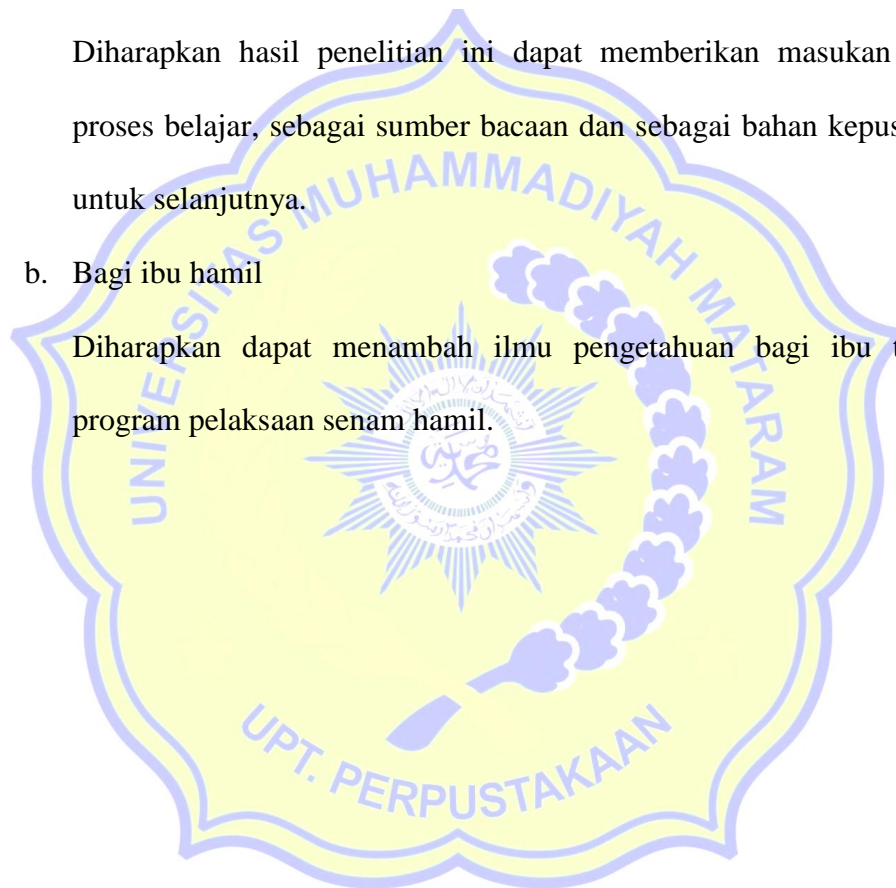 Diharapkan hasil penelitian ini dapat memberikan masukan
proses belajar, sebagai sumber bacaan dan sebagai bahan
untuk selanjutnya.
b. Bagi ibu hamil
Diharapkan dapat menambah ilmu pengetahuan bagi ibu
program pelaksaan senam hamil.
UNIVERSITAS MUHAMMADIYAH MATARAM
UPT. PERPUSTAKAAN